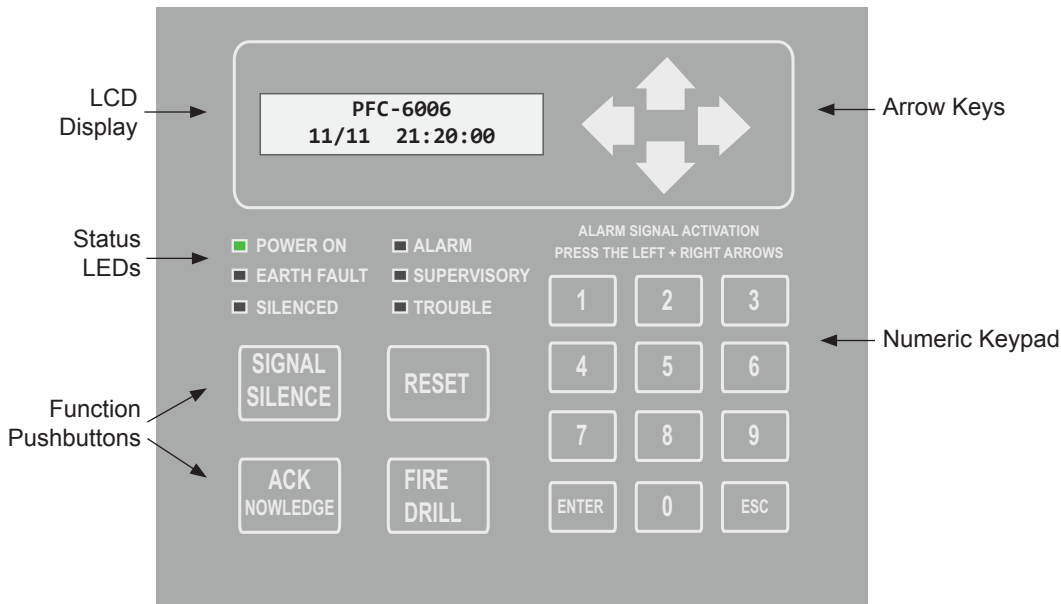 LCD
Display
PFC-6006
11/11 21:20:00
Arrow Keys
Status
LEDs
POWER ON
EARTH FAULT
SILENCED
ALARM
SUPERVISORY
TROUBLE
ALARM SIGNAL ACTIVATION
PRESS THE LEFT + RIGHT ARROWS
1 2 3
4 5 6
7 8 9
ENTER 0 ESC
Numeric Keypad
Function
Pushbuttons
SIGNAL
SILENCE
RESET
ACK
NOWLEDGE
FIRE
DRILL